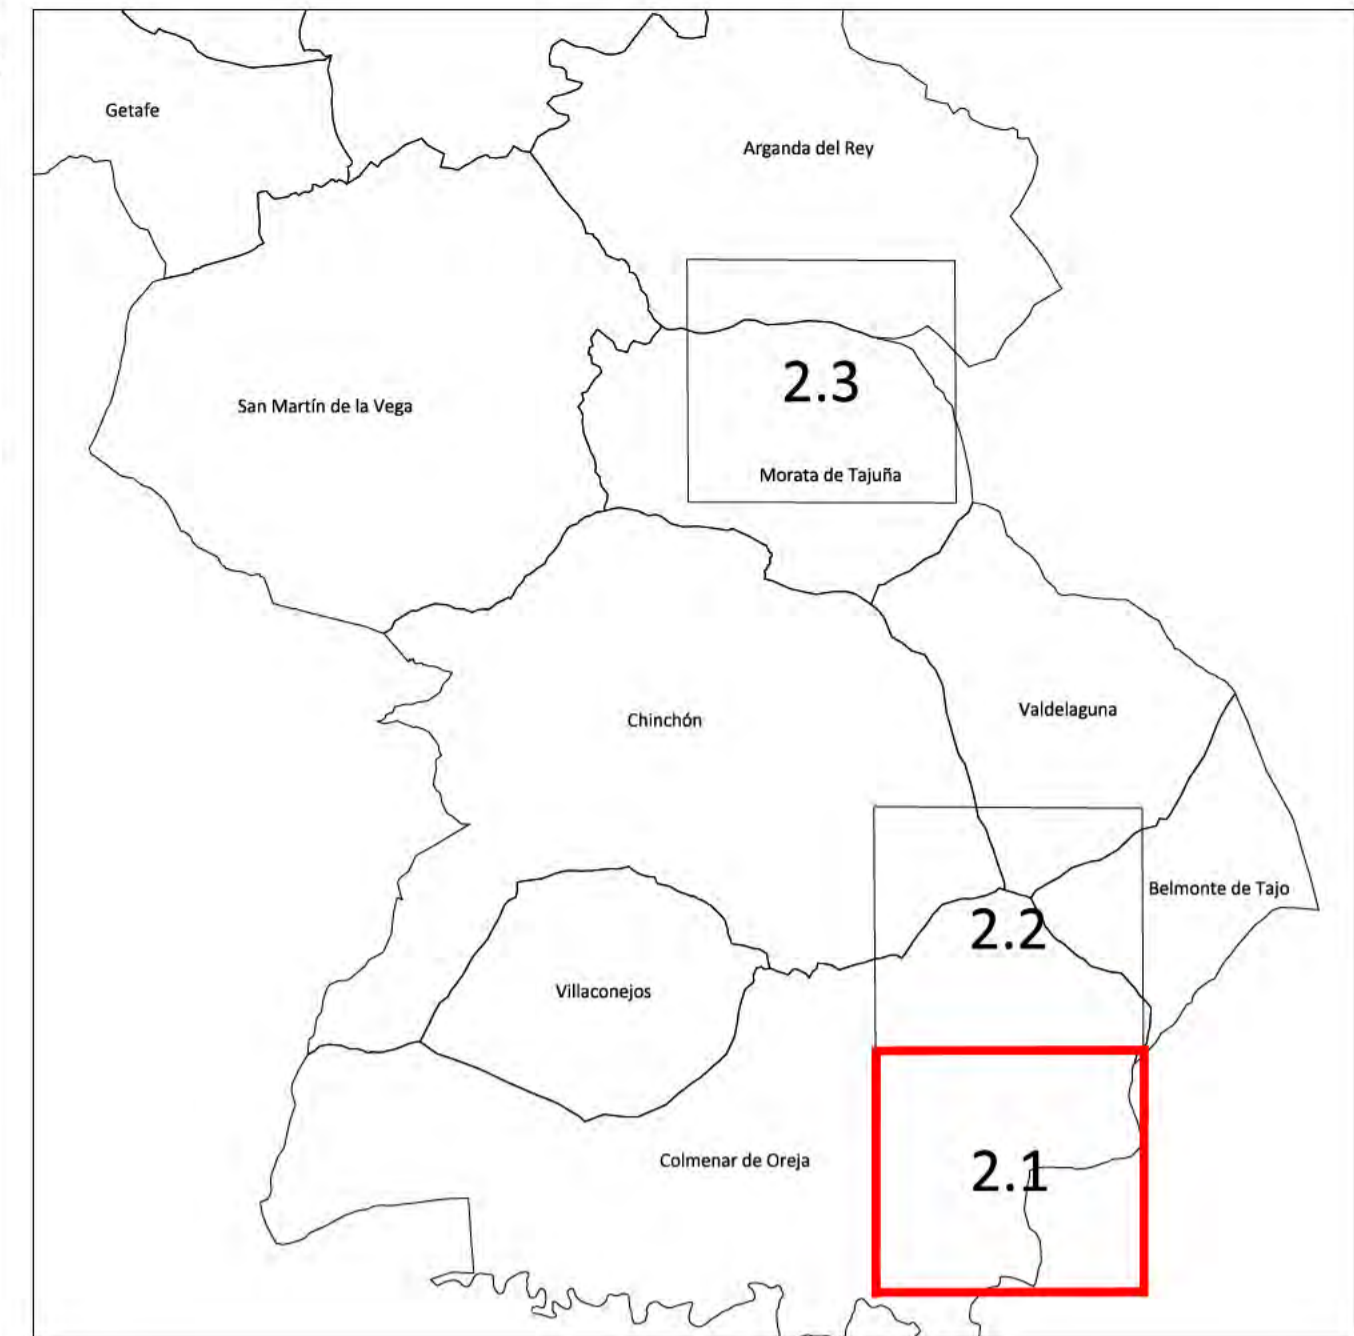 Getafe
Arganda del Rey
2.3
San Martín de la Vega
Morata de Tajuña
Valdelaguna
Chinchón
Belmonte de Tajo
2.2
Villaconejos
Colmenar de Oreja
2.1